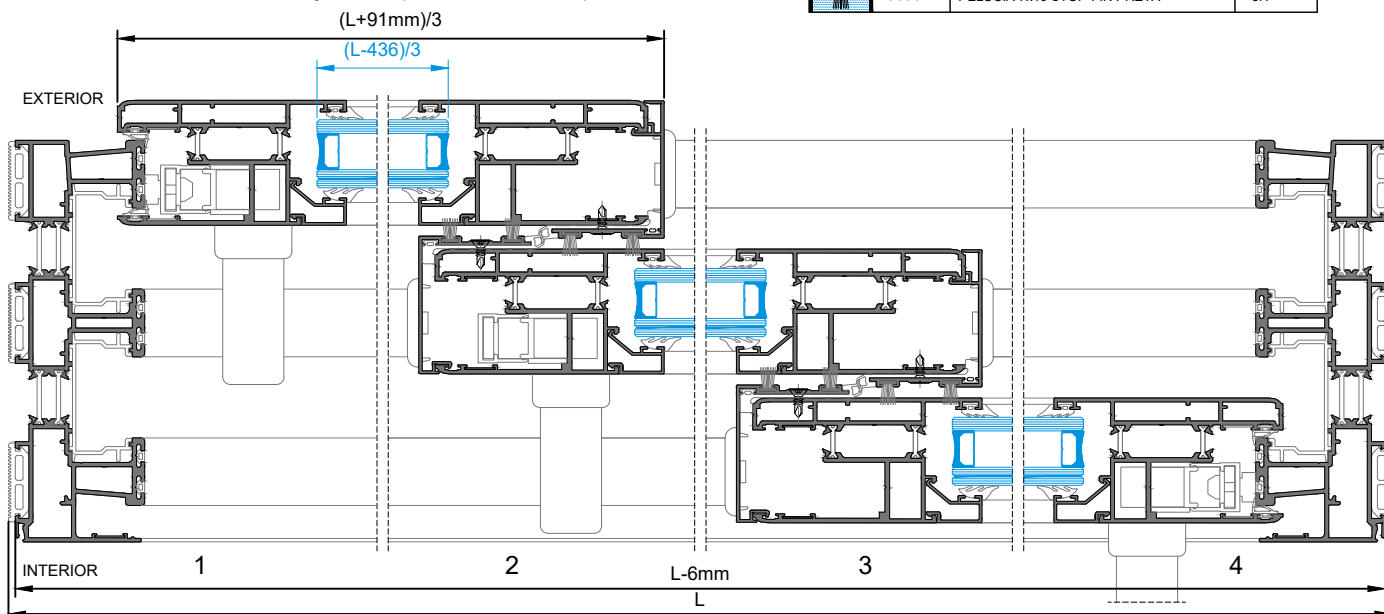 (L+91mm)/3
(L-436)/3
EXTERIOR
INTERIOR
1
2
3
4
L-6mm
L